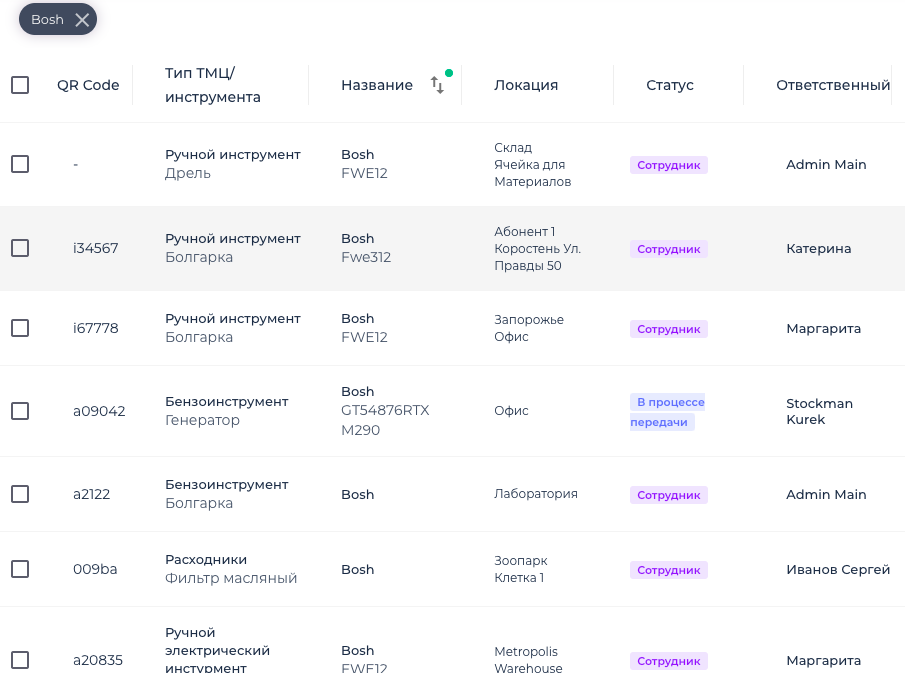 Bosh
QR Code
Тип ТМЦ/
инструмента
Название
Локация
Статус
Ответственный
-
Ручной инструмент
Дрель
Bosh
FWE12
Склад
Ячейка для
Материалов
Сотрудник
Admin Main
i34567
Ручной инструмент
Болгарка
Bosh
Fwe312
Абонент 1
Коростень Ул.
Правды 50
Сотрудник
Катерина
i67778
Ручной инструмент
Болгарка
Bosh
FWE12
Запорожье
Офис
Сотрудник
Маргарита
a09042
Бензоинструмент
Генератор
Bosh
GT54876RTX
M290
Офис
В процессе
передачи
Stockman
Kurek
a2122
Бензоинструмент
Болгарка
Bosh
Лаборатория
Сотрудник
Admin Main
009ba
Расходники
Фильтр масляный
Bosh
Зоопарк
Клетка 1
Сотрудник
Иванов Сергей
a20835
Ручной
электрический
инстурмент
Bosh
FWE12
Metropolis
Warehouse
Сотрудник
Маргарита